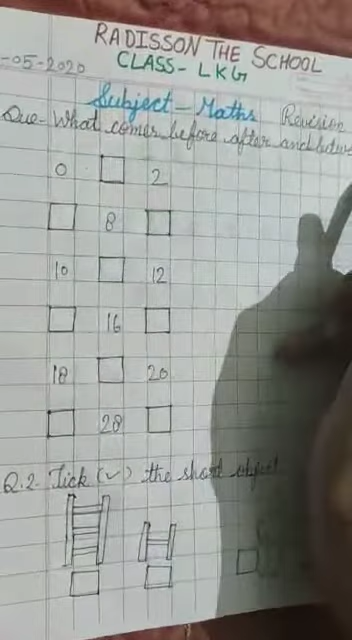 RADISSON THE SCHOOL
-05-2020 CLASS- LKG
Subject - Maths Revision
Que- What comes before after and
0 2
8
10 12
16
18 20
28
Q.2. Tick (✓) the short object